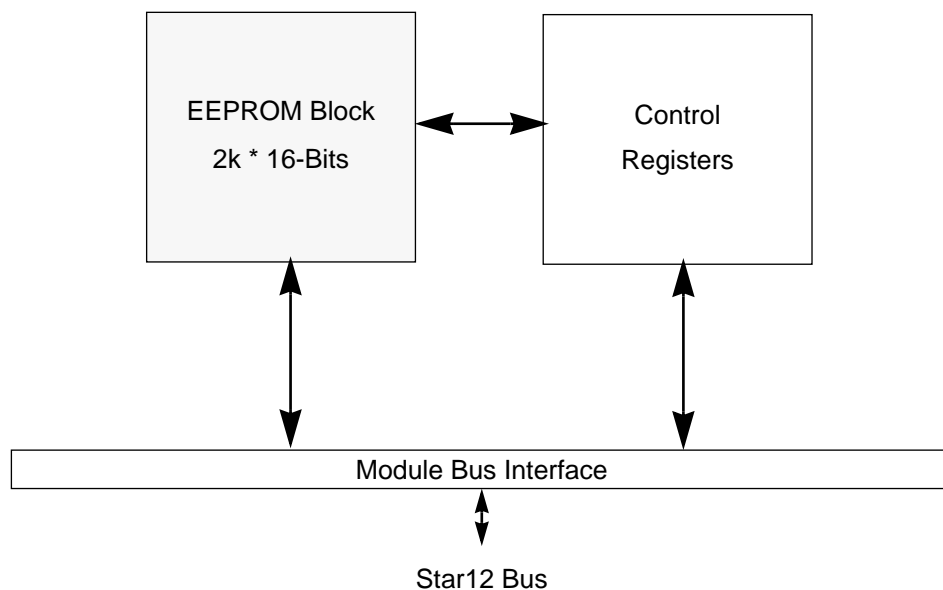 EEPROM Block
2k * 16-Bits
Control
Registers
Module Bus Interface
Star12 Bus